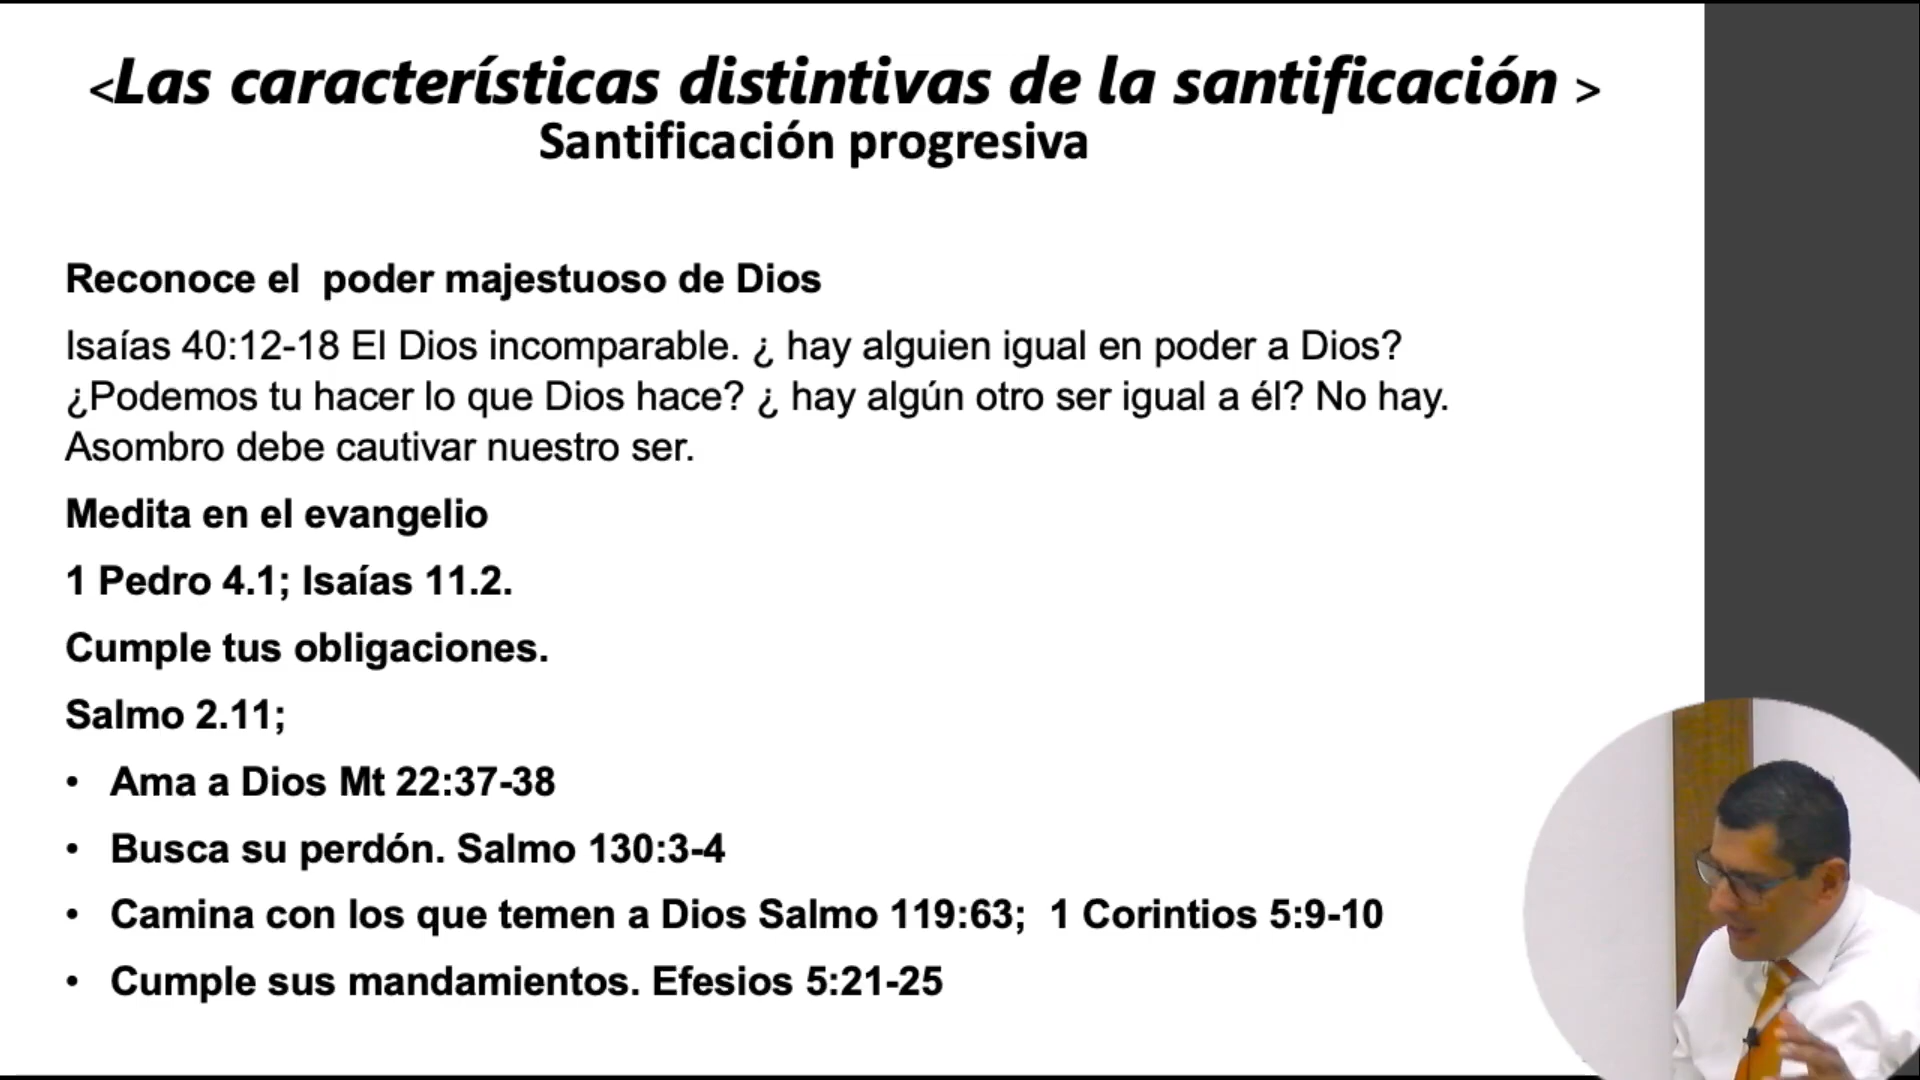 <Las características distintivas de la santificación >
Santificación progresiva
Reconoce el  poder majestuoso de Dios
Isaías 40:12-18 El Dios incomparable. ¿ hay alguien igual en poder a Dios?
¿Podemos tu hacer lo que Dios hace? ¿ hay algún otro ser igual a él? No hay.
Asombro debe cautivar nuestro ser.
Medita en el evangelio
1 Pedro 4.1; Isaías 11.2.
Cumple tus obligaciones.
Salmo 2.11;
• Ama a Dios Mt 22:37-38
• Busca su perdón. Salmo 130:3-4
• Camina con los que temen a Dios Salmo 119:63;  1 Corintios 5:9-10
• Cumple sus mandamientos. Efesios 5:21-25